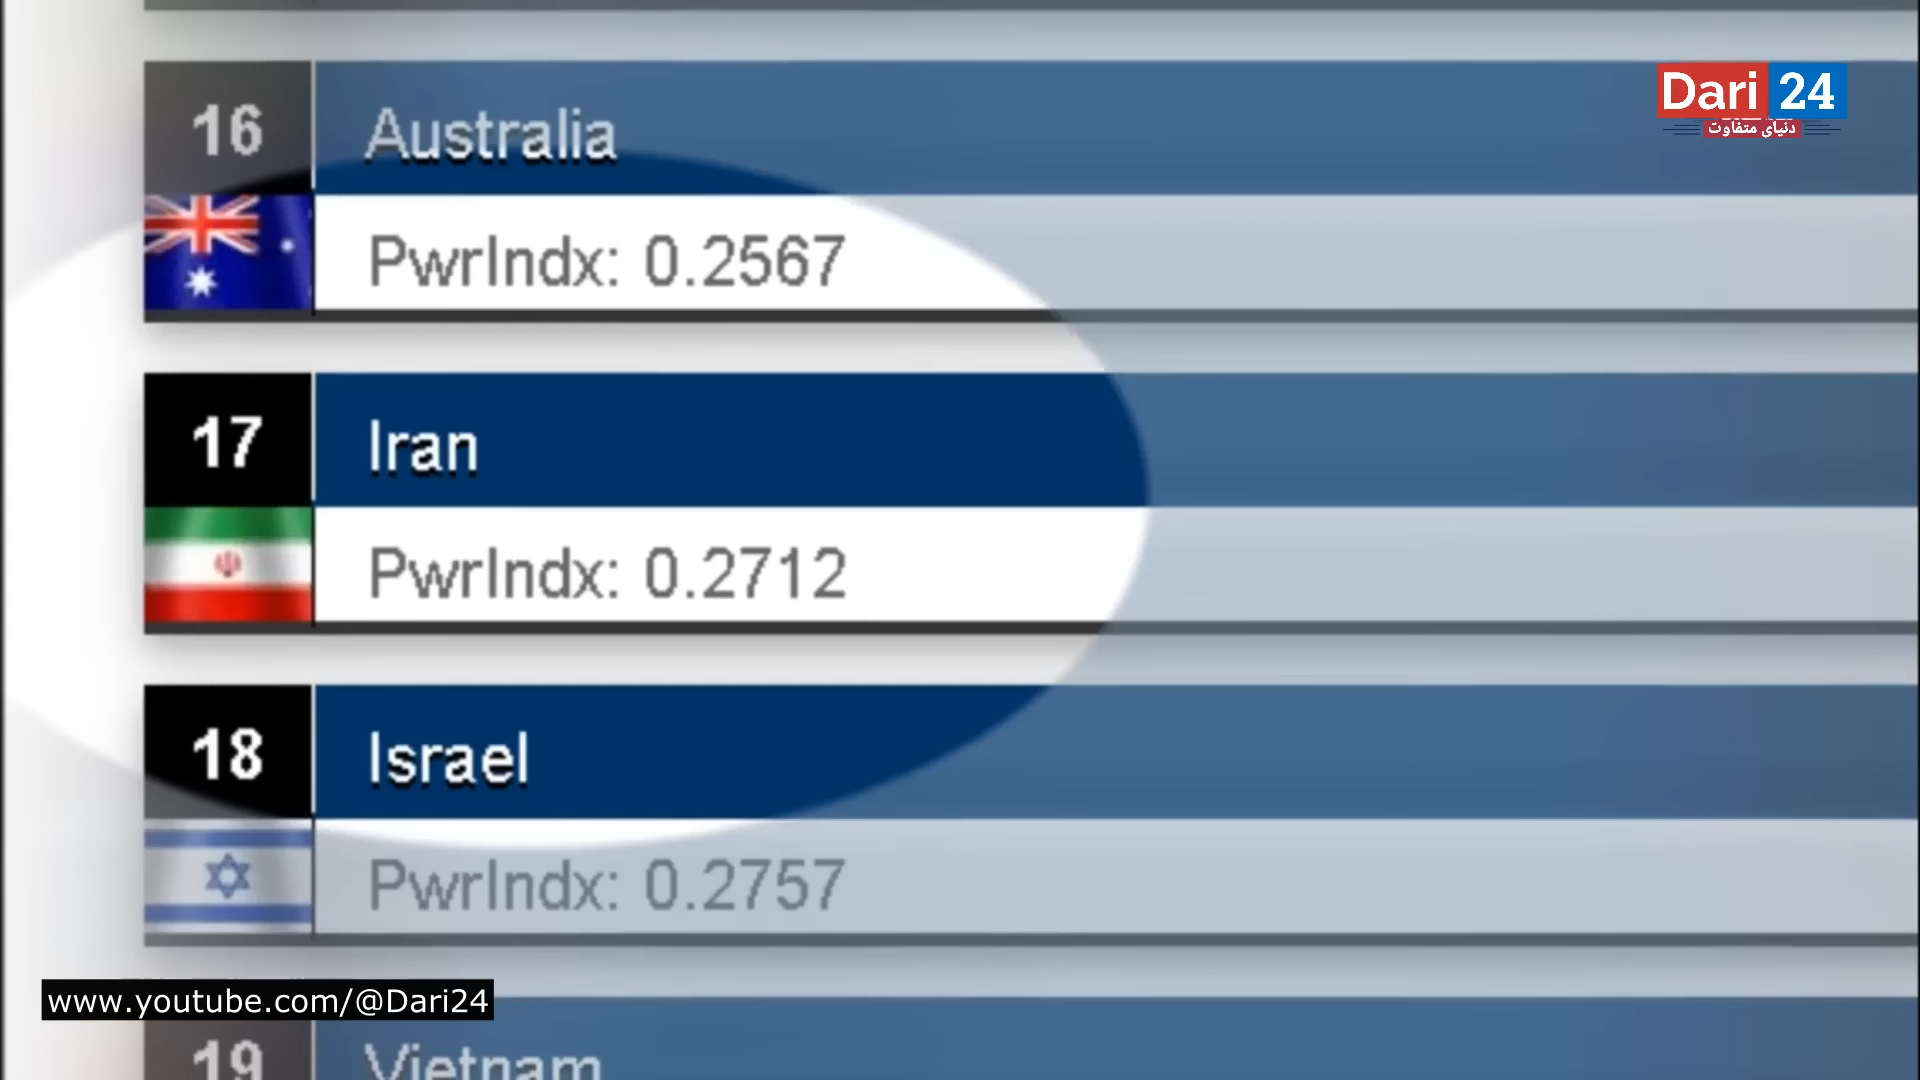 16
Australia
PwrIndx: 0.2567
17
Iran
PwrIndx: 0.2712
18
Israel
PwrIndx: 0.2757
19
Vietnam
Dari 24
دنیای متفاوت
www.youtube.com/@Dari24